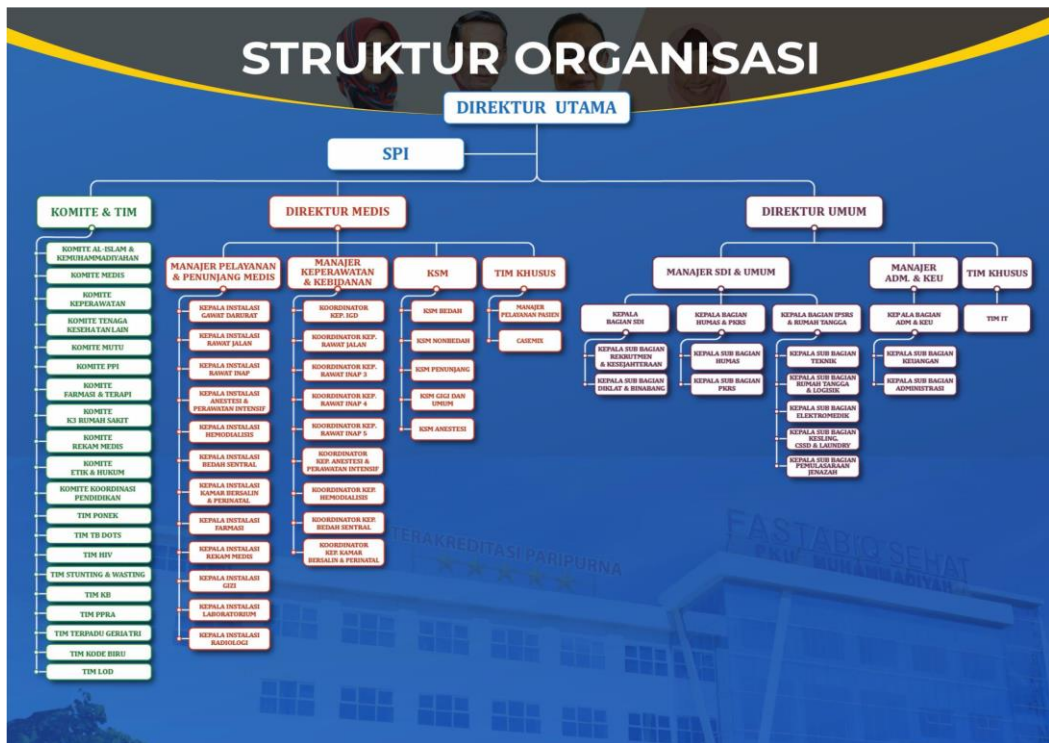 STRUKTUR ORGANISASI
DIREKTUR UTAMA
SPI
KOMITE & TIM
KOMITE AL-ISLAM &
KEMUHAMMADIYAHAN
KOMITE MEDIS
KOMITE
KEPERAWATAN
KOMITE TENAGA
KESEHATAN LAIN
KOMITE MUTU
KOMITE PPI
KOMITE
FARMASI & TERAPI
KOMITE
K3 RUMAH SAKIT
KOMITE
REKAM MEDIS
KOMITE
ETIK & HUKUM
KOMITE KOORDINASI
PENDIDIKAN
TIM PONEK
TIM TB DOTS
TIM HIV
TIM STUNTING & WASTING
TIM KB
TIM PPRA
TIM TERPADU GERIATRI
TIM KODE BIRU
TIM LOD
DIREKTUR MEDIS
MANAJER PELAYANAN
& PENUNJANG MEDIS
KEPALA INSTALASI
GAWAT DARURAT
KEPALA INSTALASI
RAWAT JALAN
KEPALA INSTALASI
RAWAT INAP
KEPALA INSTALASI
ANESTESI &
PERAWATAN INTENSIF
KEPALA INSTALASI
HEMODIALISIS
KEPALA INSTALASI
BEDAH SENTRAL
KEPALA INSTALASI
KAMAR BERSALIN
& PERINATAL
KEPALA INSTALASI
FARMASI
KEPALA INSTALASI
REKAM MEDIS
KEPALA INSTALASI
GIZI
KEPALA INSTALASI
LABORATORIUM
KEPALA INSTALASI
RADIOLOGI
MANAJER
KEPERAWATAN
& KEBIDANAN
KOORDINATOR
KEP. IGD
KOORDINATOR KEP.
RAWAT JALAN
KOORDINATOR KEP.
RAWAT INAP 3
KOORDINATOR KEP.
RAWAT INAP 4
KOORDINATOR KEP.
RAWAT INAP 5
KOORDINATOR
KEP. ANESTESI &
PERAWATAN INTENSIF
KOORDINATOR KEP.
HEMODIALISIS
KOORDINATOR KEP.
BEDAH SENTRAL
KOORDINATOR
KEP. KAMAR
BERSALIN & PERINATAL
KSM
KSM BEDAH
KSM NONBEDAH
KSM PENUNJANG
KSM GIGI DAN
UMUM
KSM ANESTESI
TIM KHUSUS
MANAJER
PELAYANAN PASIEN
CASEMIX
DIREKTUR UMUM
MANAJER SDI & UMUM
KEPALA
BAGIAN SDI
KEPALA SUB BAGIAN
REKRUTMEN
& KESEJAHTERAAN
KEPALA SUB BAGIAN
DIKLAT & BINABANG
KEPALA BAGIAN
HUMAS & PKRS
KEPALA SUB BAGIAN
HUMAS
KEPALA SUB BAGIAN
PKRS
KEPALA BAGIAN IPSRS
& RUMAH TANGGA
KEPALA SUB BAGIAN
TEKNIK
KEPALA SUB BAGIAN
RUMAH TANGGA
& LOGISIK
KEPALA SUB BAGIAN
ELEKTROMEDIK
KEPALA SUB BAGIAN
KESLING,
CSSD & LAUNDRY
KEPALA SUB BAGIAN
PEMULASARAAN
JENAZAH
MANAJER
ADM. & KEU
KEPALA BAGIAN
ADM & KEU
KEPALA SUB BAGIAN
KEUANGAN
KEPALA SUB BAGIAN
ADMINISTRASI
TIM KHUSUS
TIM IT
TERAKREDITASI PARIPURNA
FASTABIQ SEHAT
PKU MUHAMMADIYAH